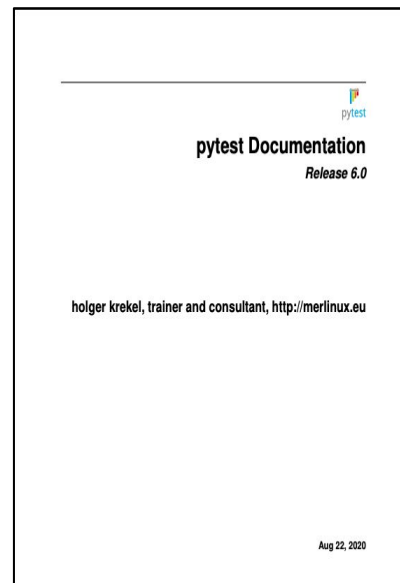 pytest
pytest Documentation
Release 6.0
holger krekel, trainer and consultant, http://merlinux.eu
Aug 22, 2020